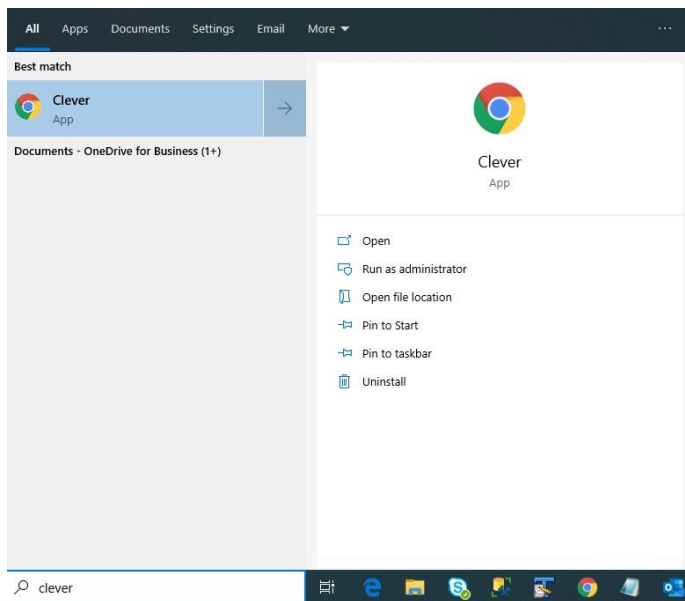 All Apps Documents Settings Email More ...
Best match
Clever
App
Documents - OneDrive for Business (1+)
Clever
App
Open
Run as administrator
Open file location
Pin to Start
Pin to taskbar
Uninstall
clever